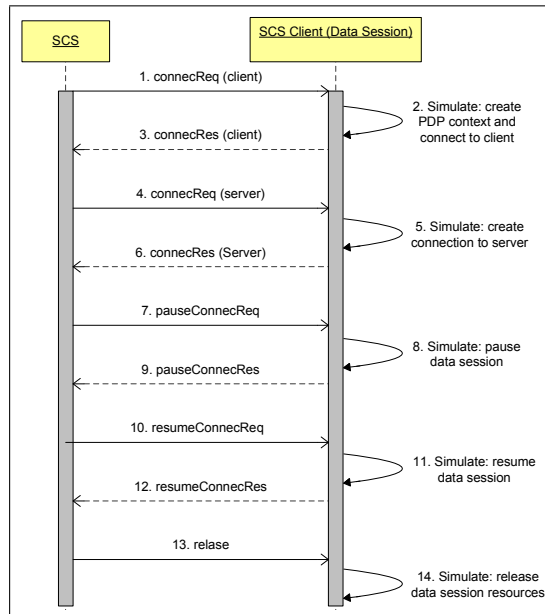 SCS
SCS Client (Data Session)
1. connecReq (client)
2. Simulate: create
PDP context and
connect to client
3. connecRes (client)
4. connecReq (server)
5. Simulate: create
connection to server
6. connecRes (Server)
7. pauseConnecReq
8. Simulate: pause
data session
9. pauseConnecRes
10. resumeConnecReq
11. Simulate: resume
data session
12. resumeConnecRes
13. relase
14. Simulate: release
data session resources